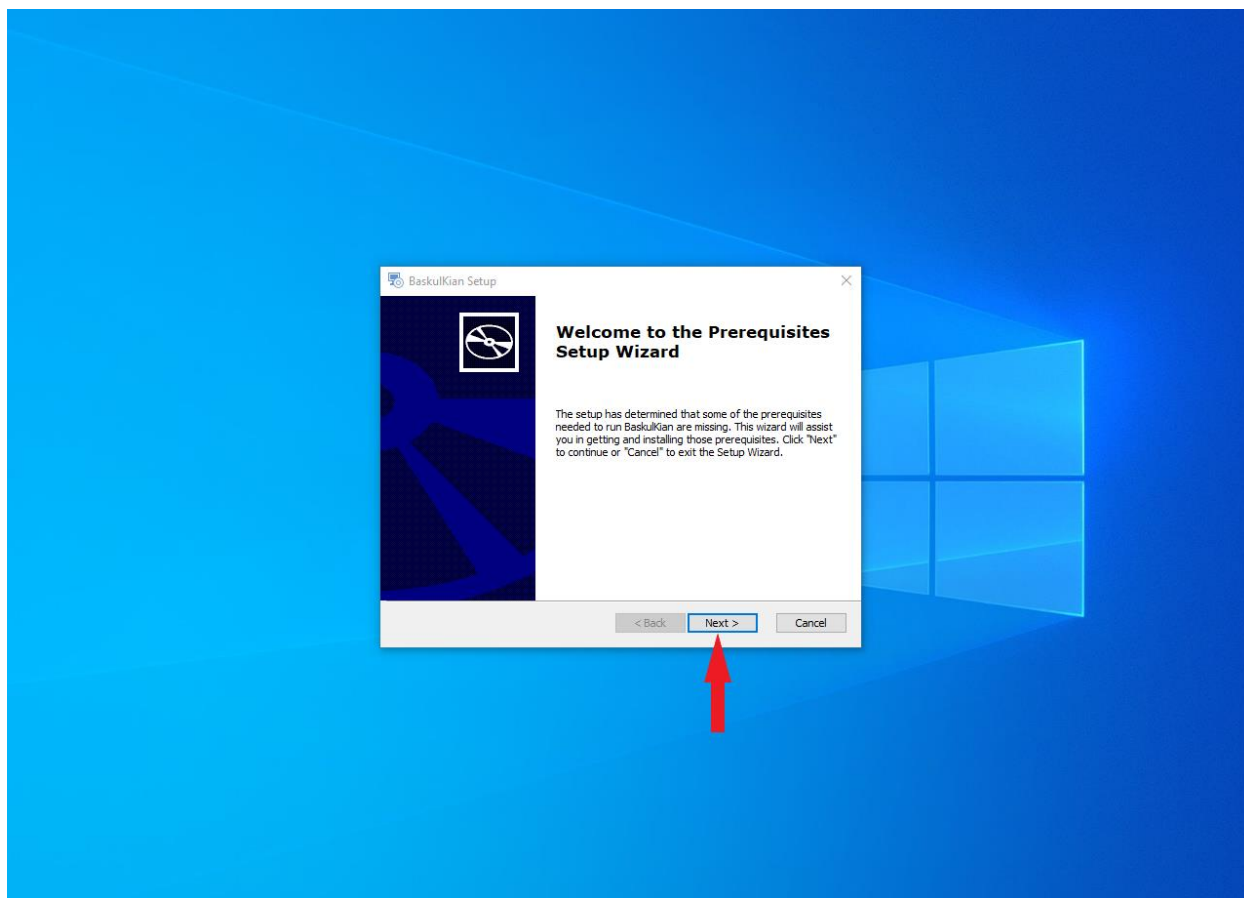 BaskulKian Setup
Welcome to the Prerequisites
Setup Wizard
The setup has determined that some of the prerequisites
needed to run BaskulKian are missing. This wizard will assist
you in getting and installing those prerequisites. Click "Next"
to continue or "Cancel" to exit the Setup Wizard.
< Back Next > Cancel